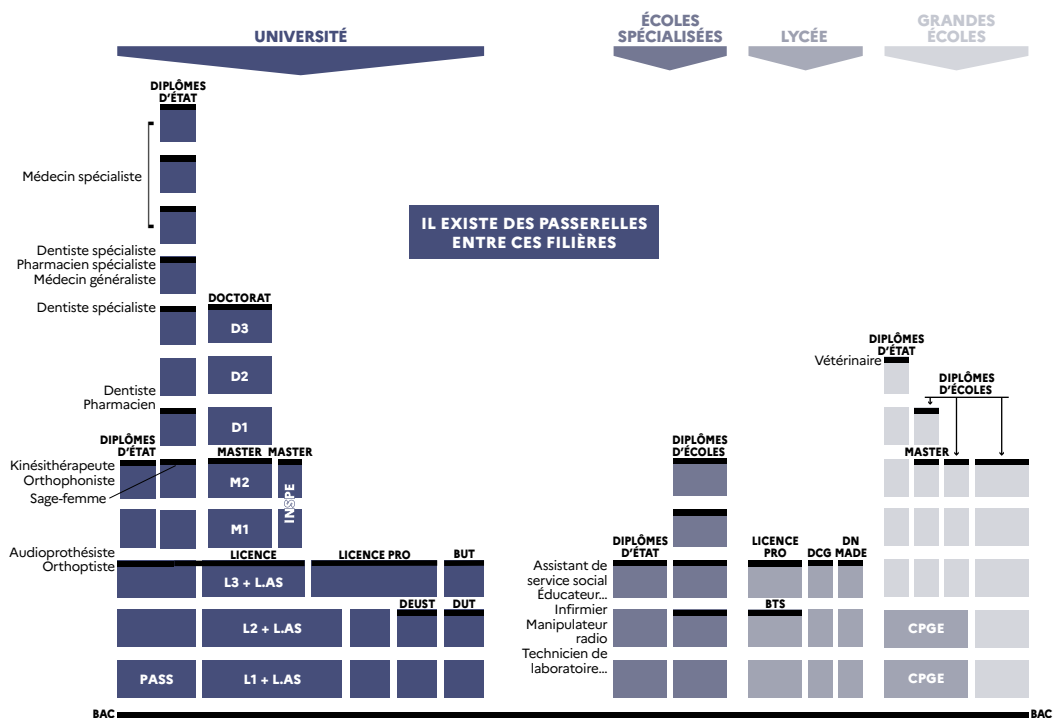 UNIVERSITÉ
ÉCOLES
SPÉCIALISÉES
LYCÉE
GRANDES
ÉCOLES
DIPLÔMES
D'ÉTAT
Médecin spécialiste
IL EXISTE DES PASSERELLES
ENTRE CES FILIÈRES
Dentiste spécialiste
Pharmacien spécialiste
Médecin généraliste
Dentiste spécialiste
DOCTORAT
D3
D2
D1
Dentiste
Pharmacien
DIPLÔMES
D'ÉTAT
Kinésithérapeute
Orthophoniste
Sage-femme
MASTER
MASTER
M2
M1
INSPE
Audioprothésiste
Orthoptiste
LICENCE
LICENCE PRO
BUT
L3 + L.AS
DEUST
DUT
L2 + L.AS
PASS
L1 + L.AS
DIPLÔMES
D'ÉCOLES
DIPLÔMES
D'ÉTAT
Assistant de
service social
Éducateur...
Infirmier
Manipulateur
radio
Technicien de
laboratoire...
LICENCE
PRO
DCG
DN
MADE
BTS
DIPLÔMES
D'ÉTAT
Vétérinaire
DIPLÔMES
D'ÉCOLES
MASTER
CPGE
CPGE
BAC
BAC